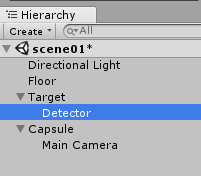 Hierarchy
Create All
scene01*
Directional Light
Floor
Target
Detector
Capsule
Main Camera